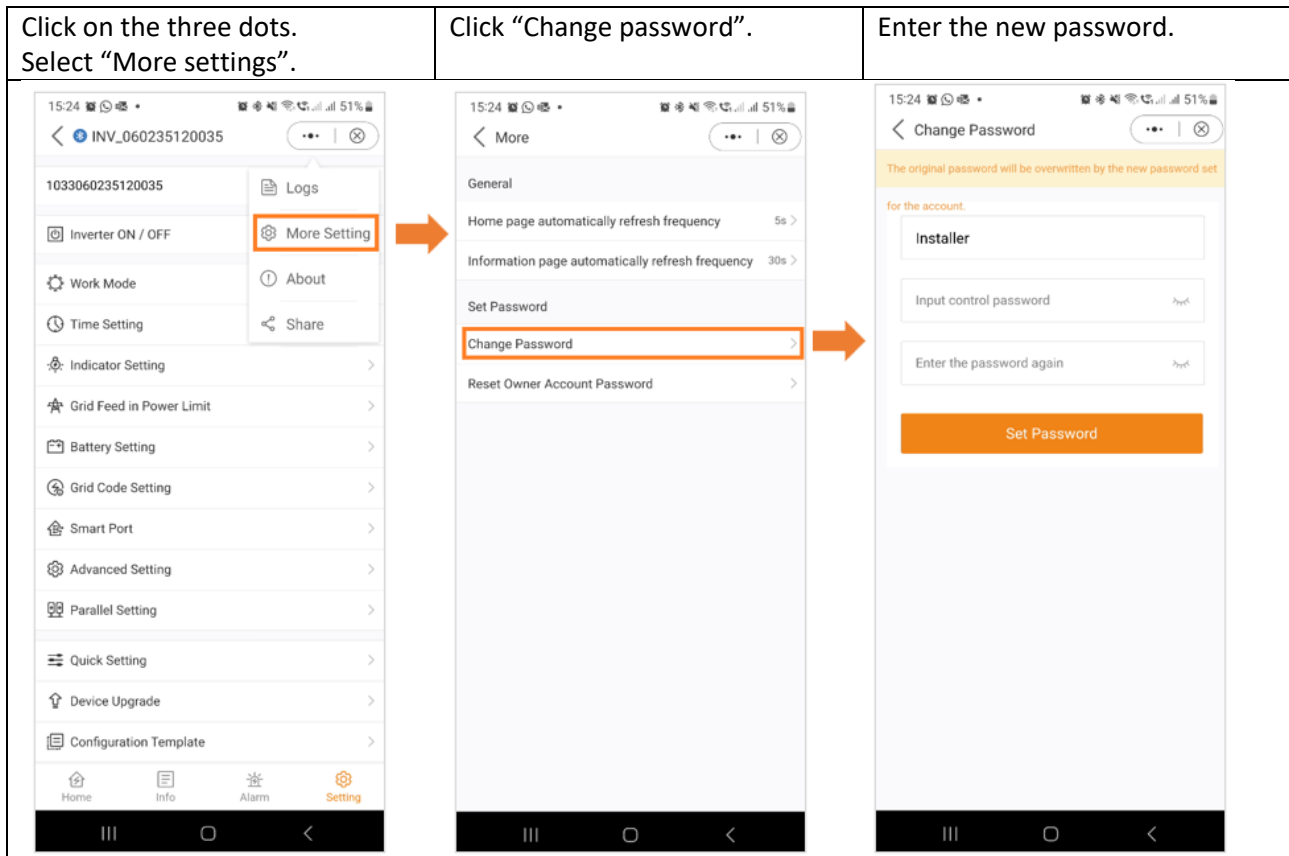 Click on the three dots.
Select “More settings”.
Click “Change password”.
Enter the new password.
15:24
51%
INV_060235120035
1033060235120035
Logs
Inverter ON / OFF
More Setting
Work Mode
About
Time Setting
Share
Indicator Setting
Grid Feed in Power Limit
Battery Setting
Grid Code Setting
Smart Port
Advanced Setting
Parallel Setting
Quick Setting
Device Upgrade
Configuration Template
Home
Info
Alarm
Setting
15:24
51%
More
General
Home page automatically refresh frequency 5s
Information page automatically refresh frequency 30s
Set Password
Change Password
Reset Owner Account Password
15:24
51%
Change Password
The original password will be overwritten by the new password set
for the account.
Installer
Input control password
Enter the password again
Set Password